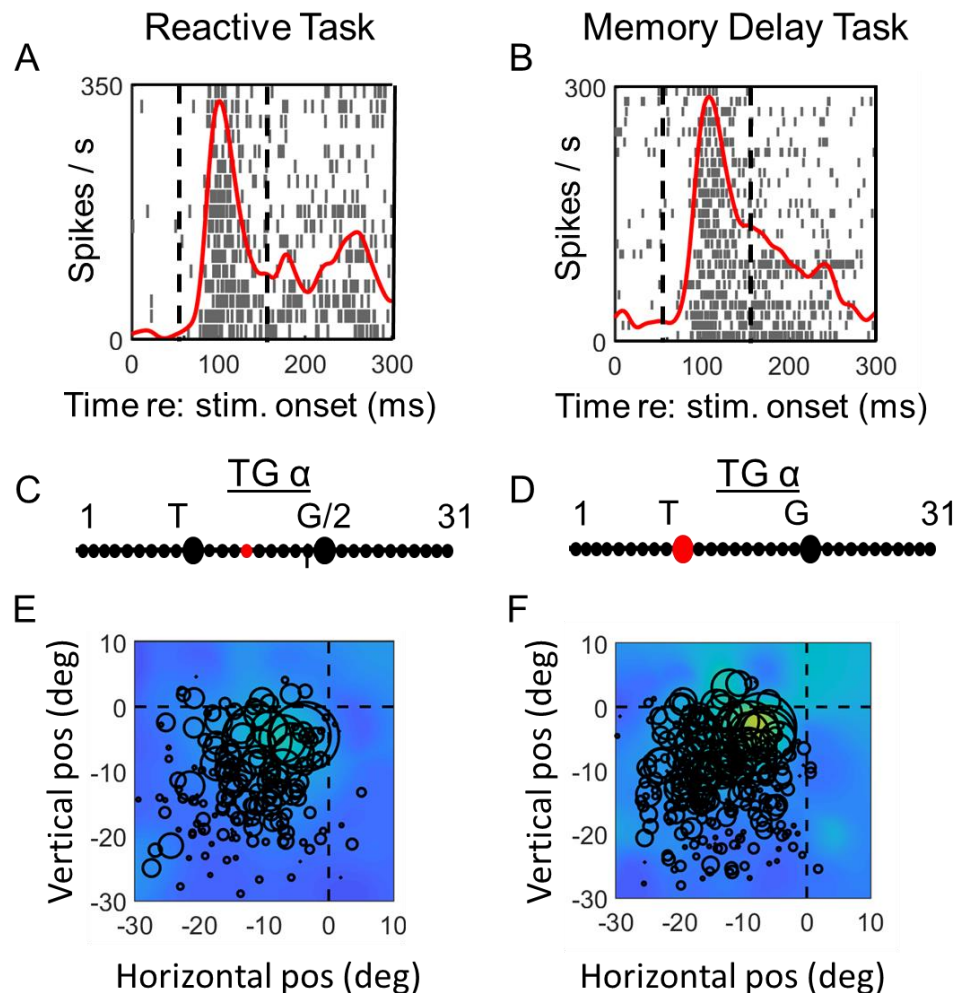 Reactive Task
Memory Delay Task
A
B
350
0
Spikes / s
0 100 200 300
Time re: stim. onset (ms)
300
0
Spikes / s
0 100 200 300
Time re: stim. onset (ms)
C
TG α
1 T G/2 31
D
TG α
1 T G 31
E
10
0
-10
-20
-30
Vertical pos (deg)
-30 -20 -10 0 10
Horizontal pos (deg)
F
10
0
-10
-20
-30
Vertical pos (deg)
-30 -20 -10 0 10
Horizontal pos (deg)